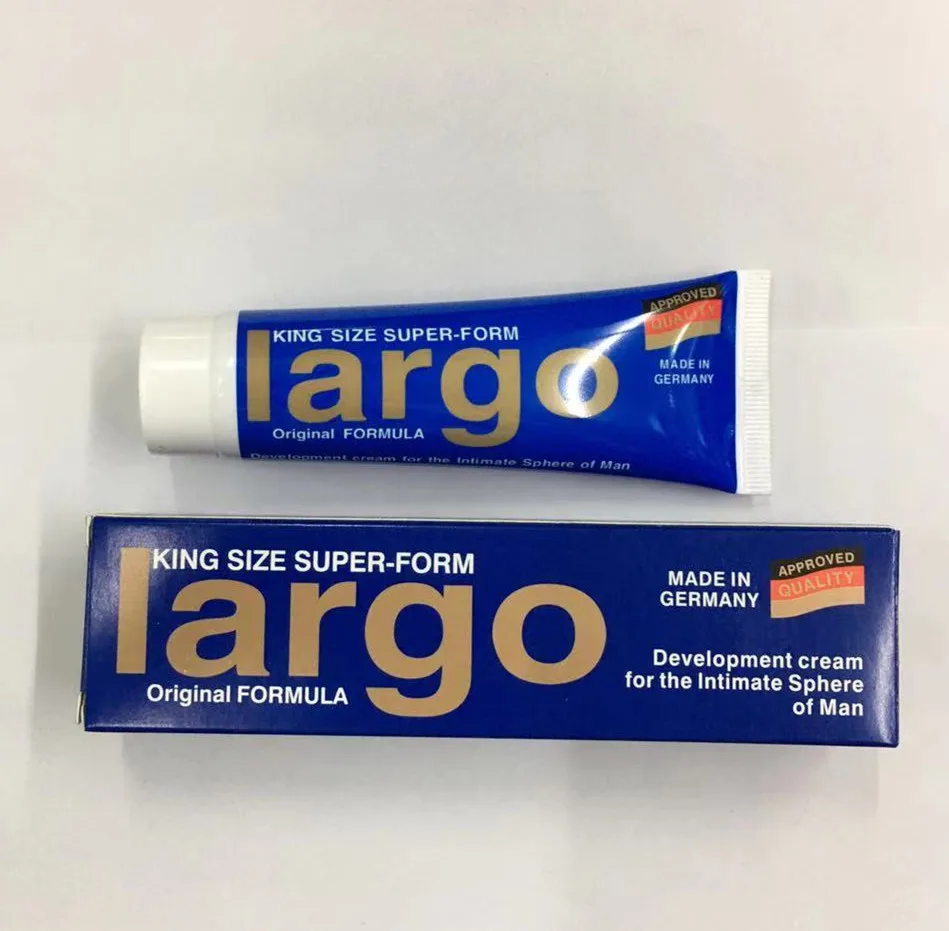 KING SIZE SUPER-FORM
largo
Original FORMULA
Development cream for the Intimate Sphere of Man
APPROVED
QUALITY
MADE IN
GERMANY
KING SIZE SUPER-FORM
largo
Original FORMULA
MADE IN
GERMANY
APPROVED
QUALITY
Development cream
for the Intimate Sphere
of Man